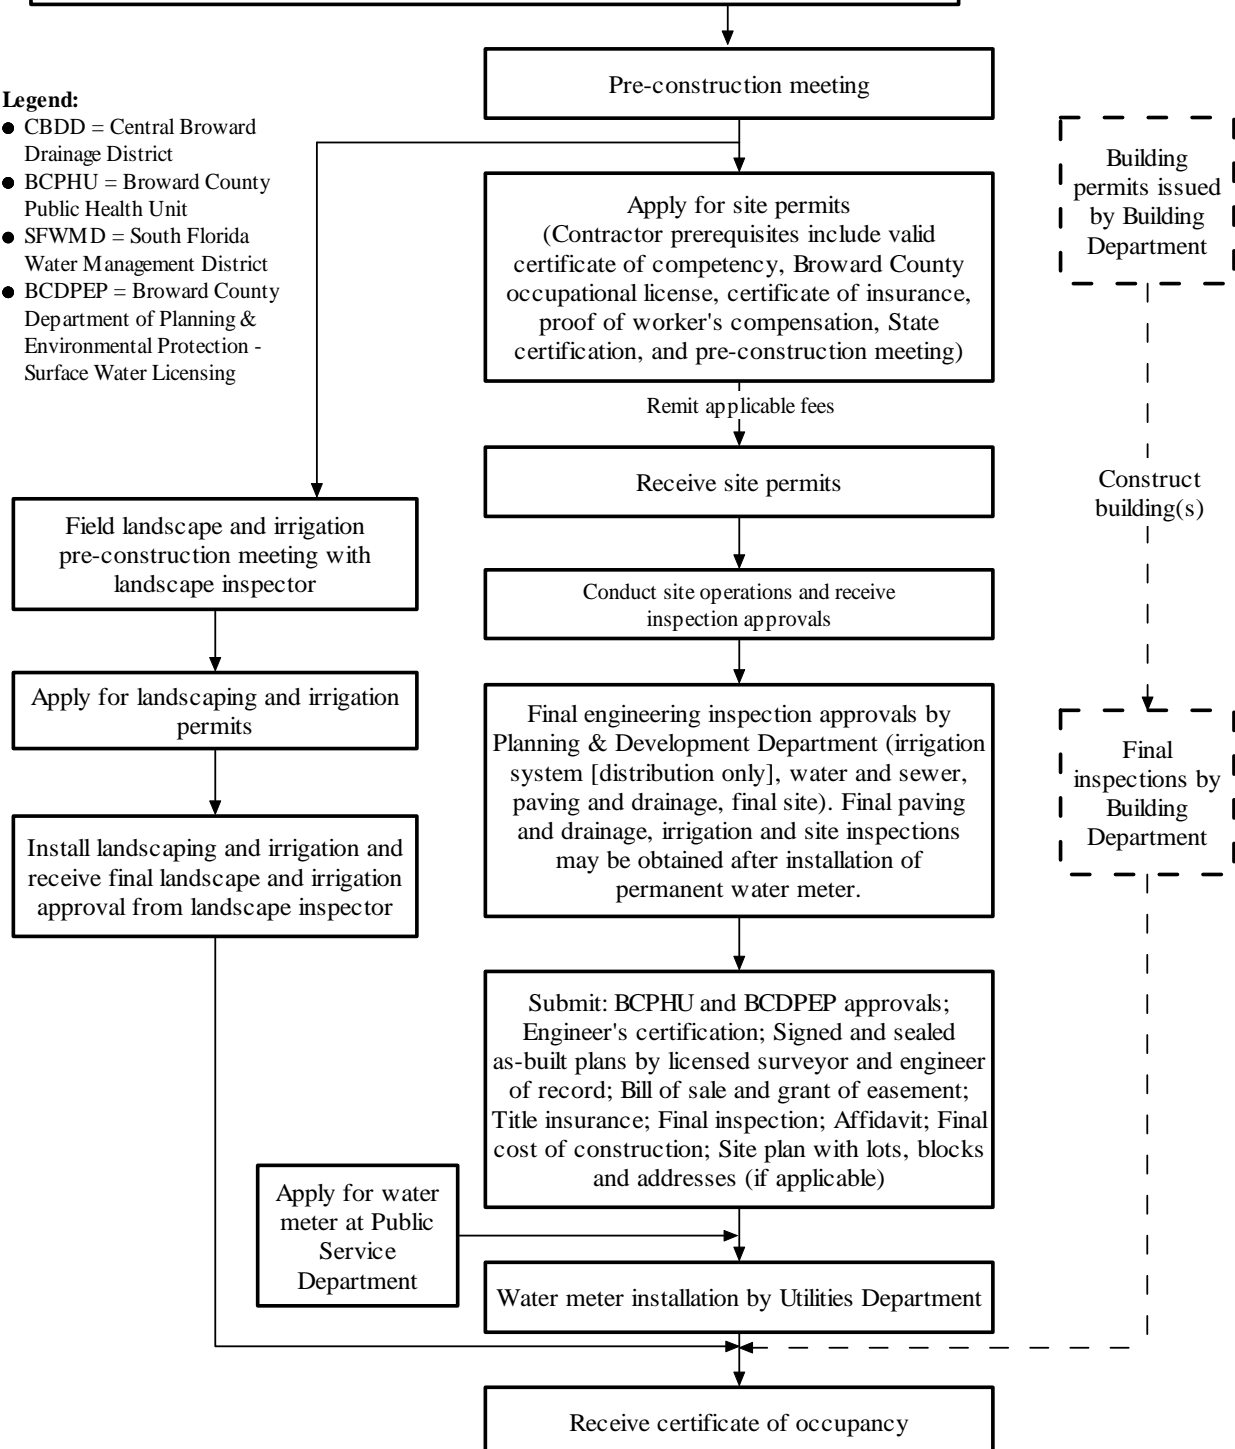 Pre-construction meeting
Legend:
● CBDD = Central Broward
Drainage District
● BCPHU = Broward County
Public Health Unit
● SFWMD = South Florida
Water Management District
● BCDPEP = Broward County
Department of Planning &
Environmental Protection -
Surface Water Licensing
Building
permits issued
by Building
Department
Apply for site permits
(Contractor prerequisites include valid
certificate of competency, Broward County
occupational license, certificate of insurance,
proof of worker's compensation, State
certification, and pre-construction meeting)
Remit applicable fees
Receive site permits
Construct
building(s)
Field landscape and irrigation
pre-construction meeting with
landscape inspector
Conduct site operations and receive
inspection approvals
Apply for landscaping and irrigation
permits
Final engineering inspection approvals by
Planning & Development Department (irrigation
system [distribution only], water and sewer,
paving and drainage, final site). Final paving
and drainage, irrigation and site inspections
may be obtained after installation of
permanent water meter.
Final
inspections by
Building
Department
Install landscaping and irrigation and
receive final landscape and irrigation
approval from landscape inspector
Submit: BCPHU and BCDPEP approvals;
Engineer's certification; Signed and sealed
as-built plans by licensed surveyor and engineer
of record; Bill of sale and grant of easement;
Title insurance; Final inspection; Affidavit; Final
cost of construction; Site plan with lots, blocks
and addresses (if applicable)
Apply for water
meter at Public
Service
Department
Water meter installation by Utilities Department
Receive certificate of occupancy